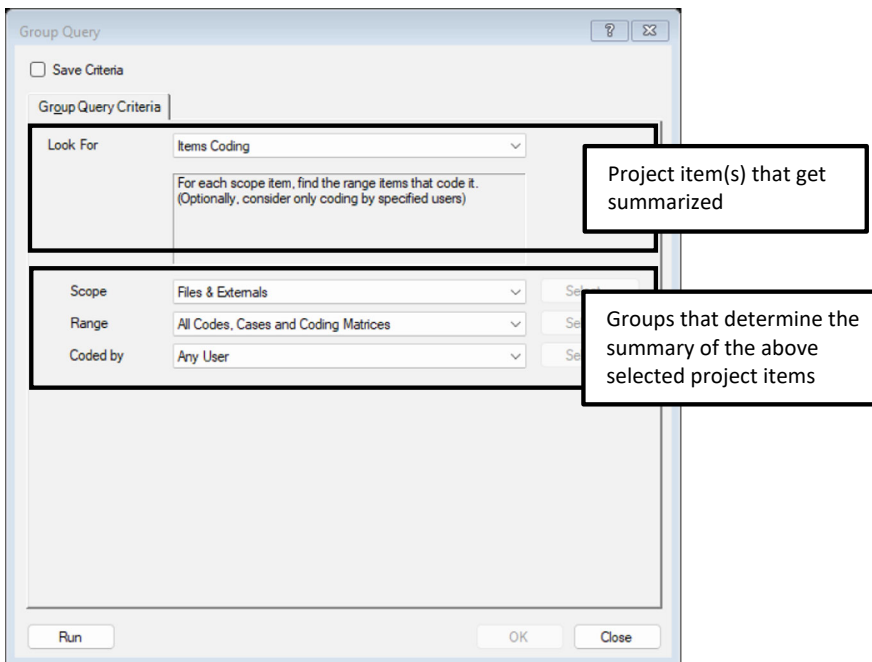 Group Query
?
Save Criteria
Group Query Criteria
Look For
Items Coding
For each scope item, find the range items that code it.
(Optionally, consider only coding by specified users)
Project item(s) that get
summarized
Scope
Files & Externals
Range
All Codes, Cases and Coding Matrices
Coded by
Any User
Groups that determine the
summary of the above
selected project items
Run
OK
Close